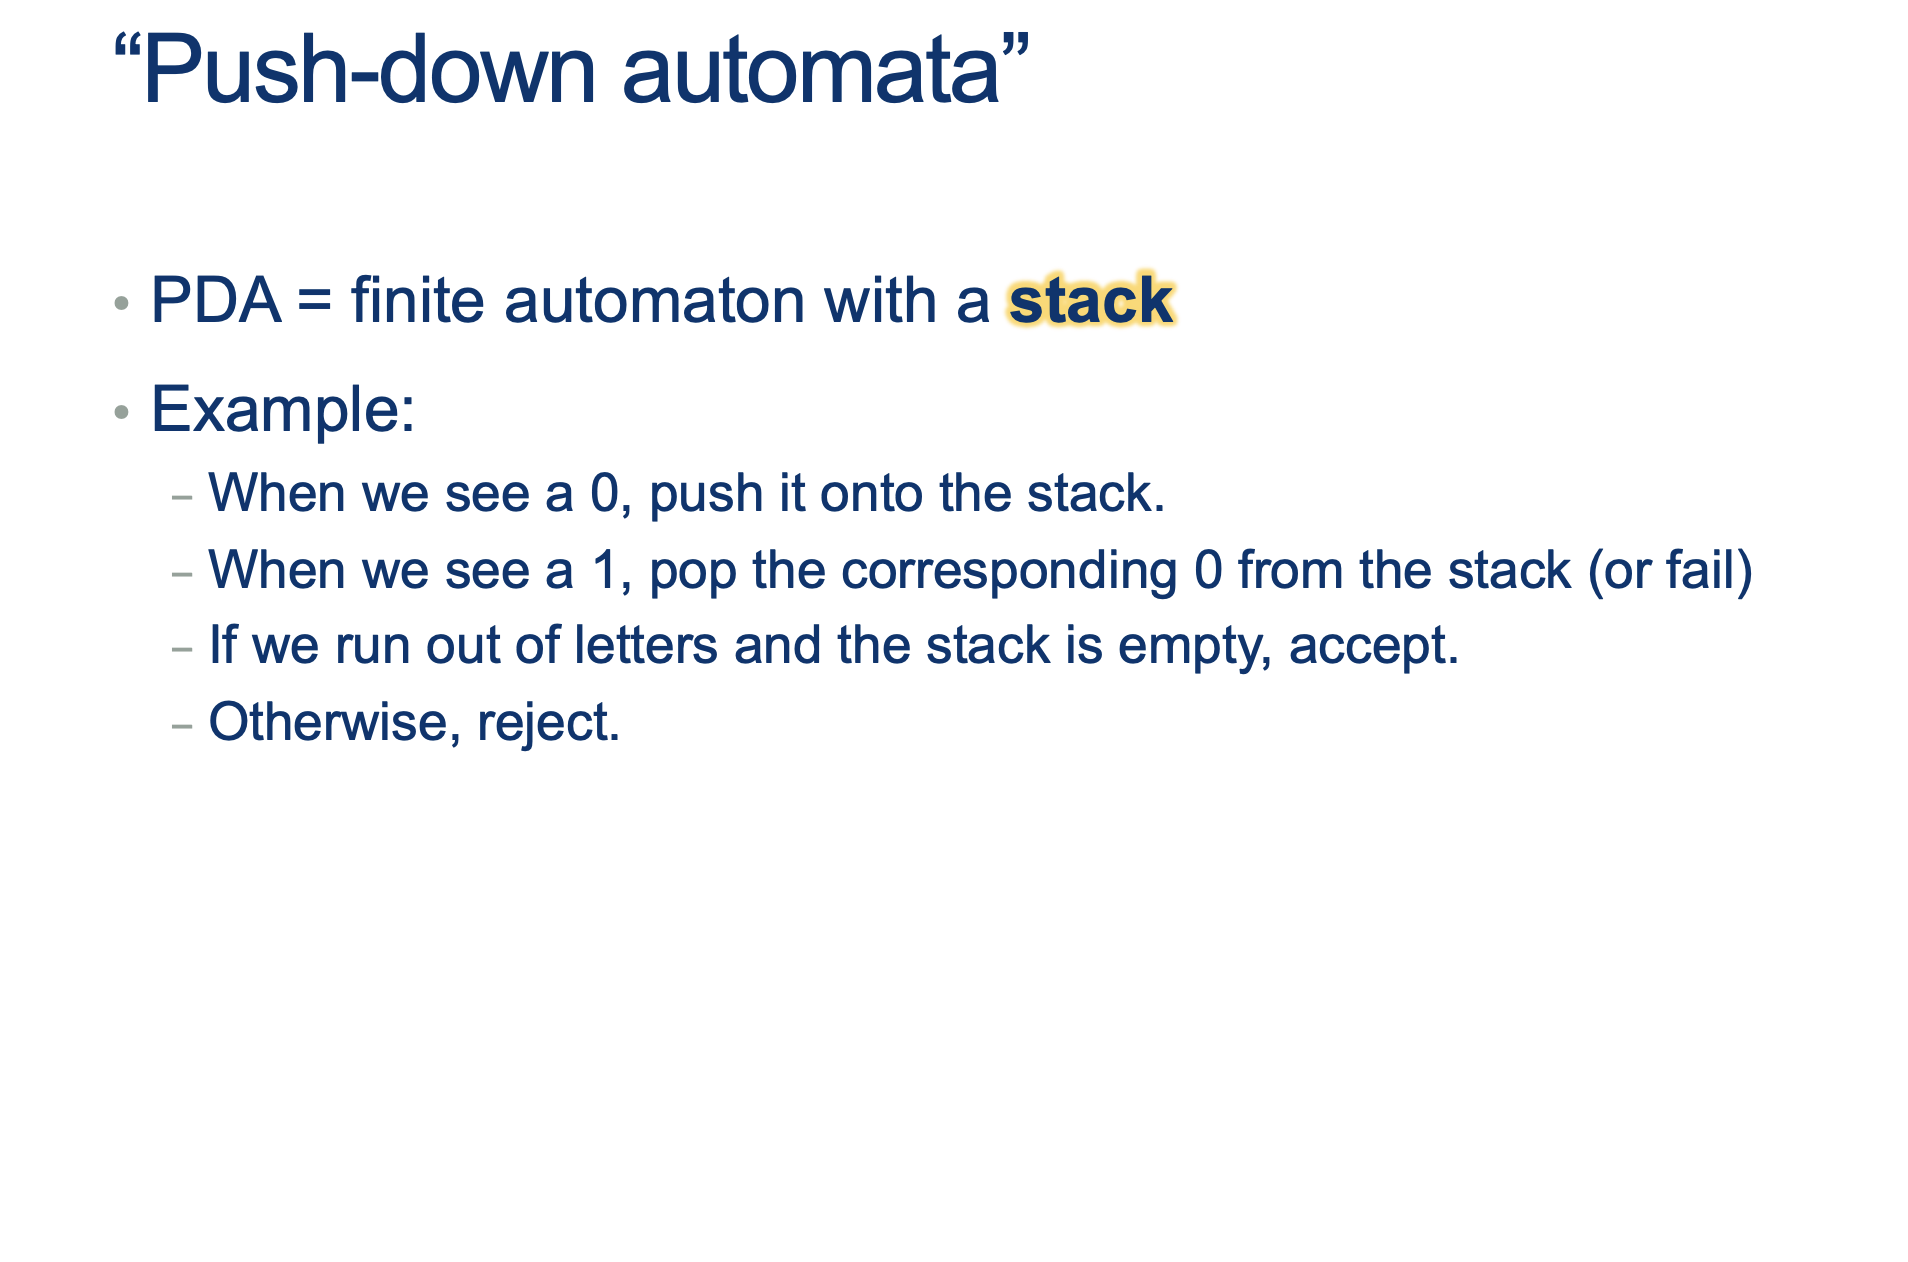 “Push-down automata”
• PDA = finite automaton with a stack
• Example:
– When we see a 0, push it onto the stack.
– When we see a 1, pop the corresponding 0 from the stack (or fail)
– If we run out of letters and the stack is empty, accept.
– Otherwise, reject.